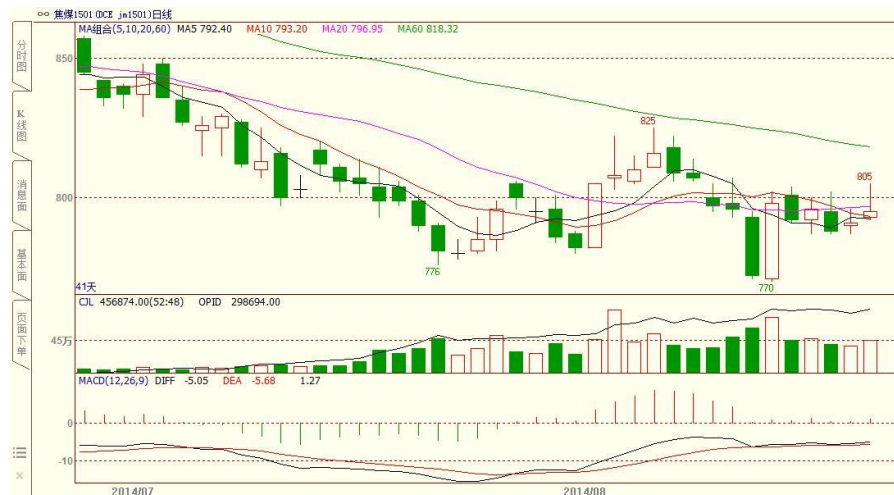 焦煤1501(DCE jm1501)日线
MA组合(5,10,20,60) MA5 792.40 MA10 793.20 MA20 796.95 MA60 818.32
分时图
K线图
消息面
基本面
页面下单
850
800
825
805
776
770
41天
CJL 456874.00(52:48) OPID 298694.00
45万
MACD(12,26,9) DIFF -5.05 DEA -5.68 1.27
0
-10
2014/07 2014/08